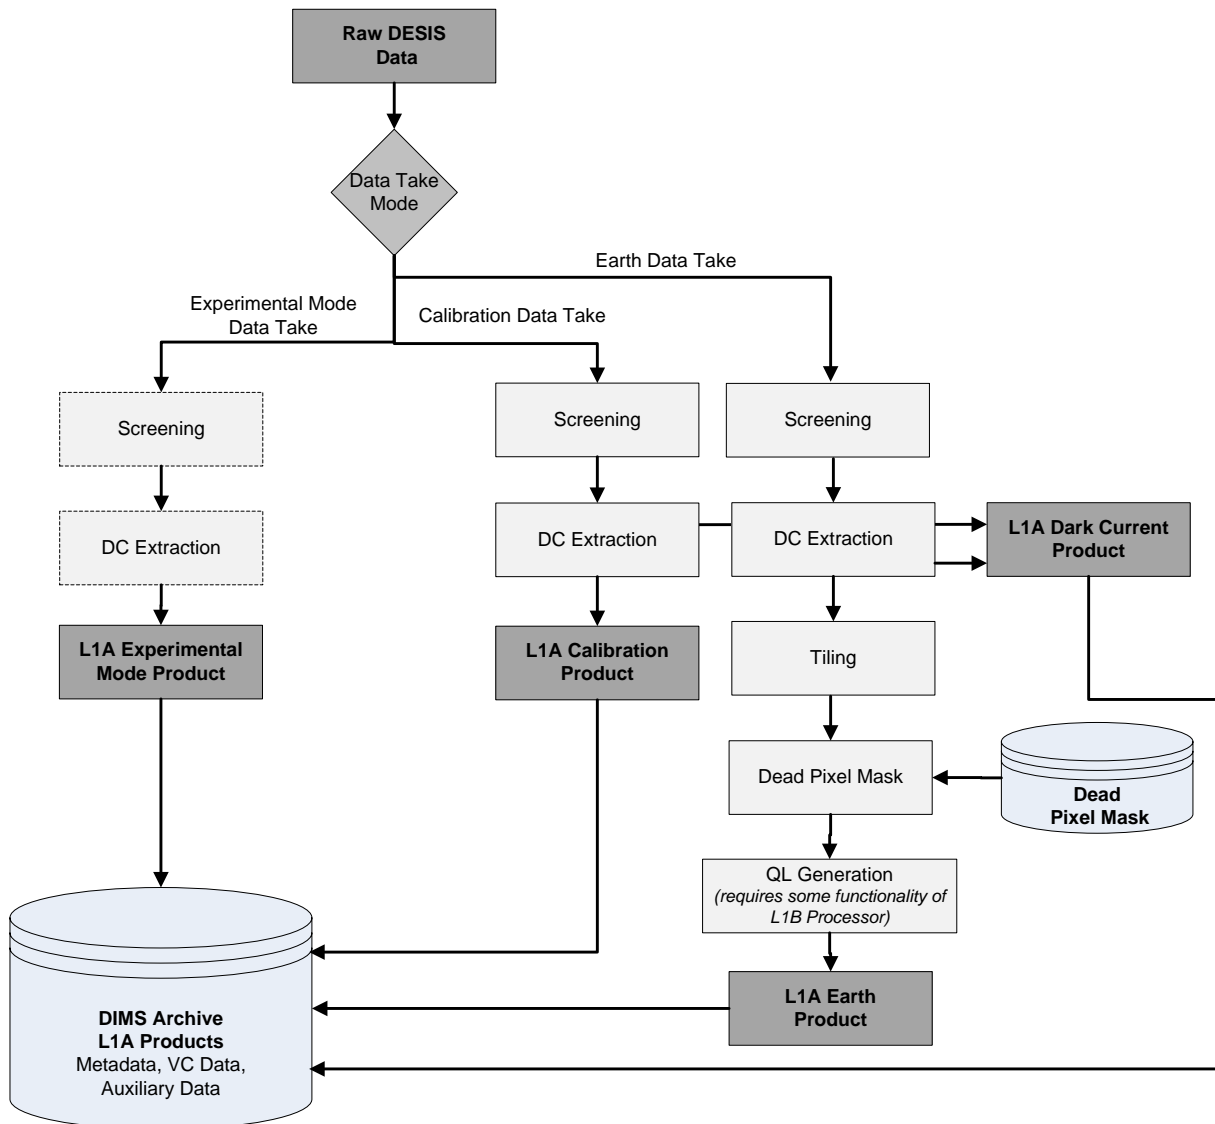 Raw DESIS
Data
Data Take
Mode
Earth Data Take
Experimental Mode
Data Take
Calibration Data Take
Screening
Screening
Screening
DC Extraction
DC Extraction
DC Extraction
L1A Dark Current
Product
L1A Experimental
Mode Product
L1A Calibration
Product
Tiling
Dead Pixel Mask
Dead
Pixel Mask
QL Generation
(requires some functionality of
L1B Processor)
L1A Earth
Product
DIMS Archive
L1A Products
Metadata, VC Data,
Auxiliary Data